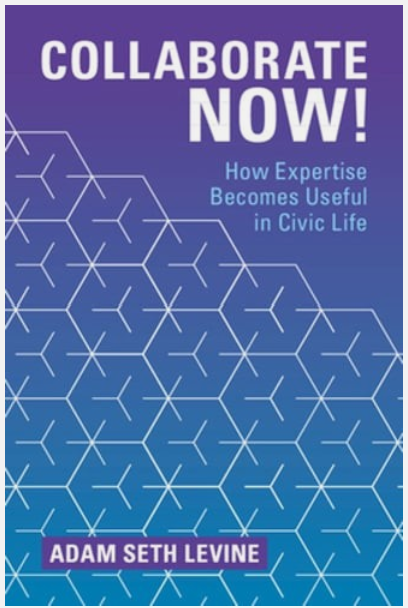 COLLABORATE
NOW!
How Expertise
Becomes Useful
in Civic Life
ADAM SETH LEVINE